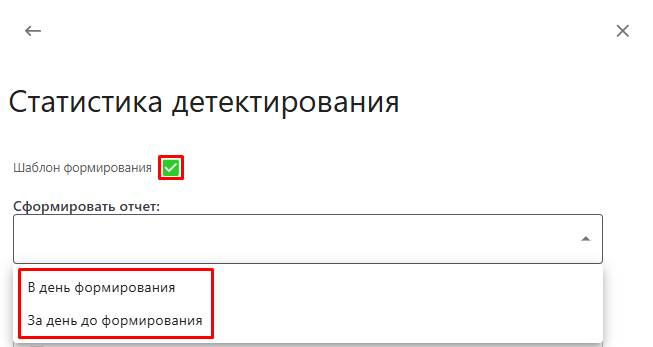 Статистика детектирования
Шаблон формирования
Сформировать отчет:
В день формирования
За день до формирования